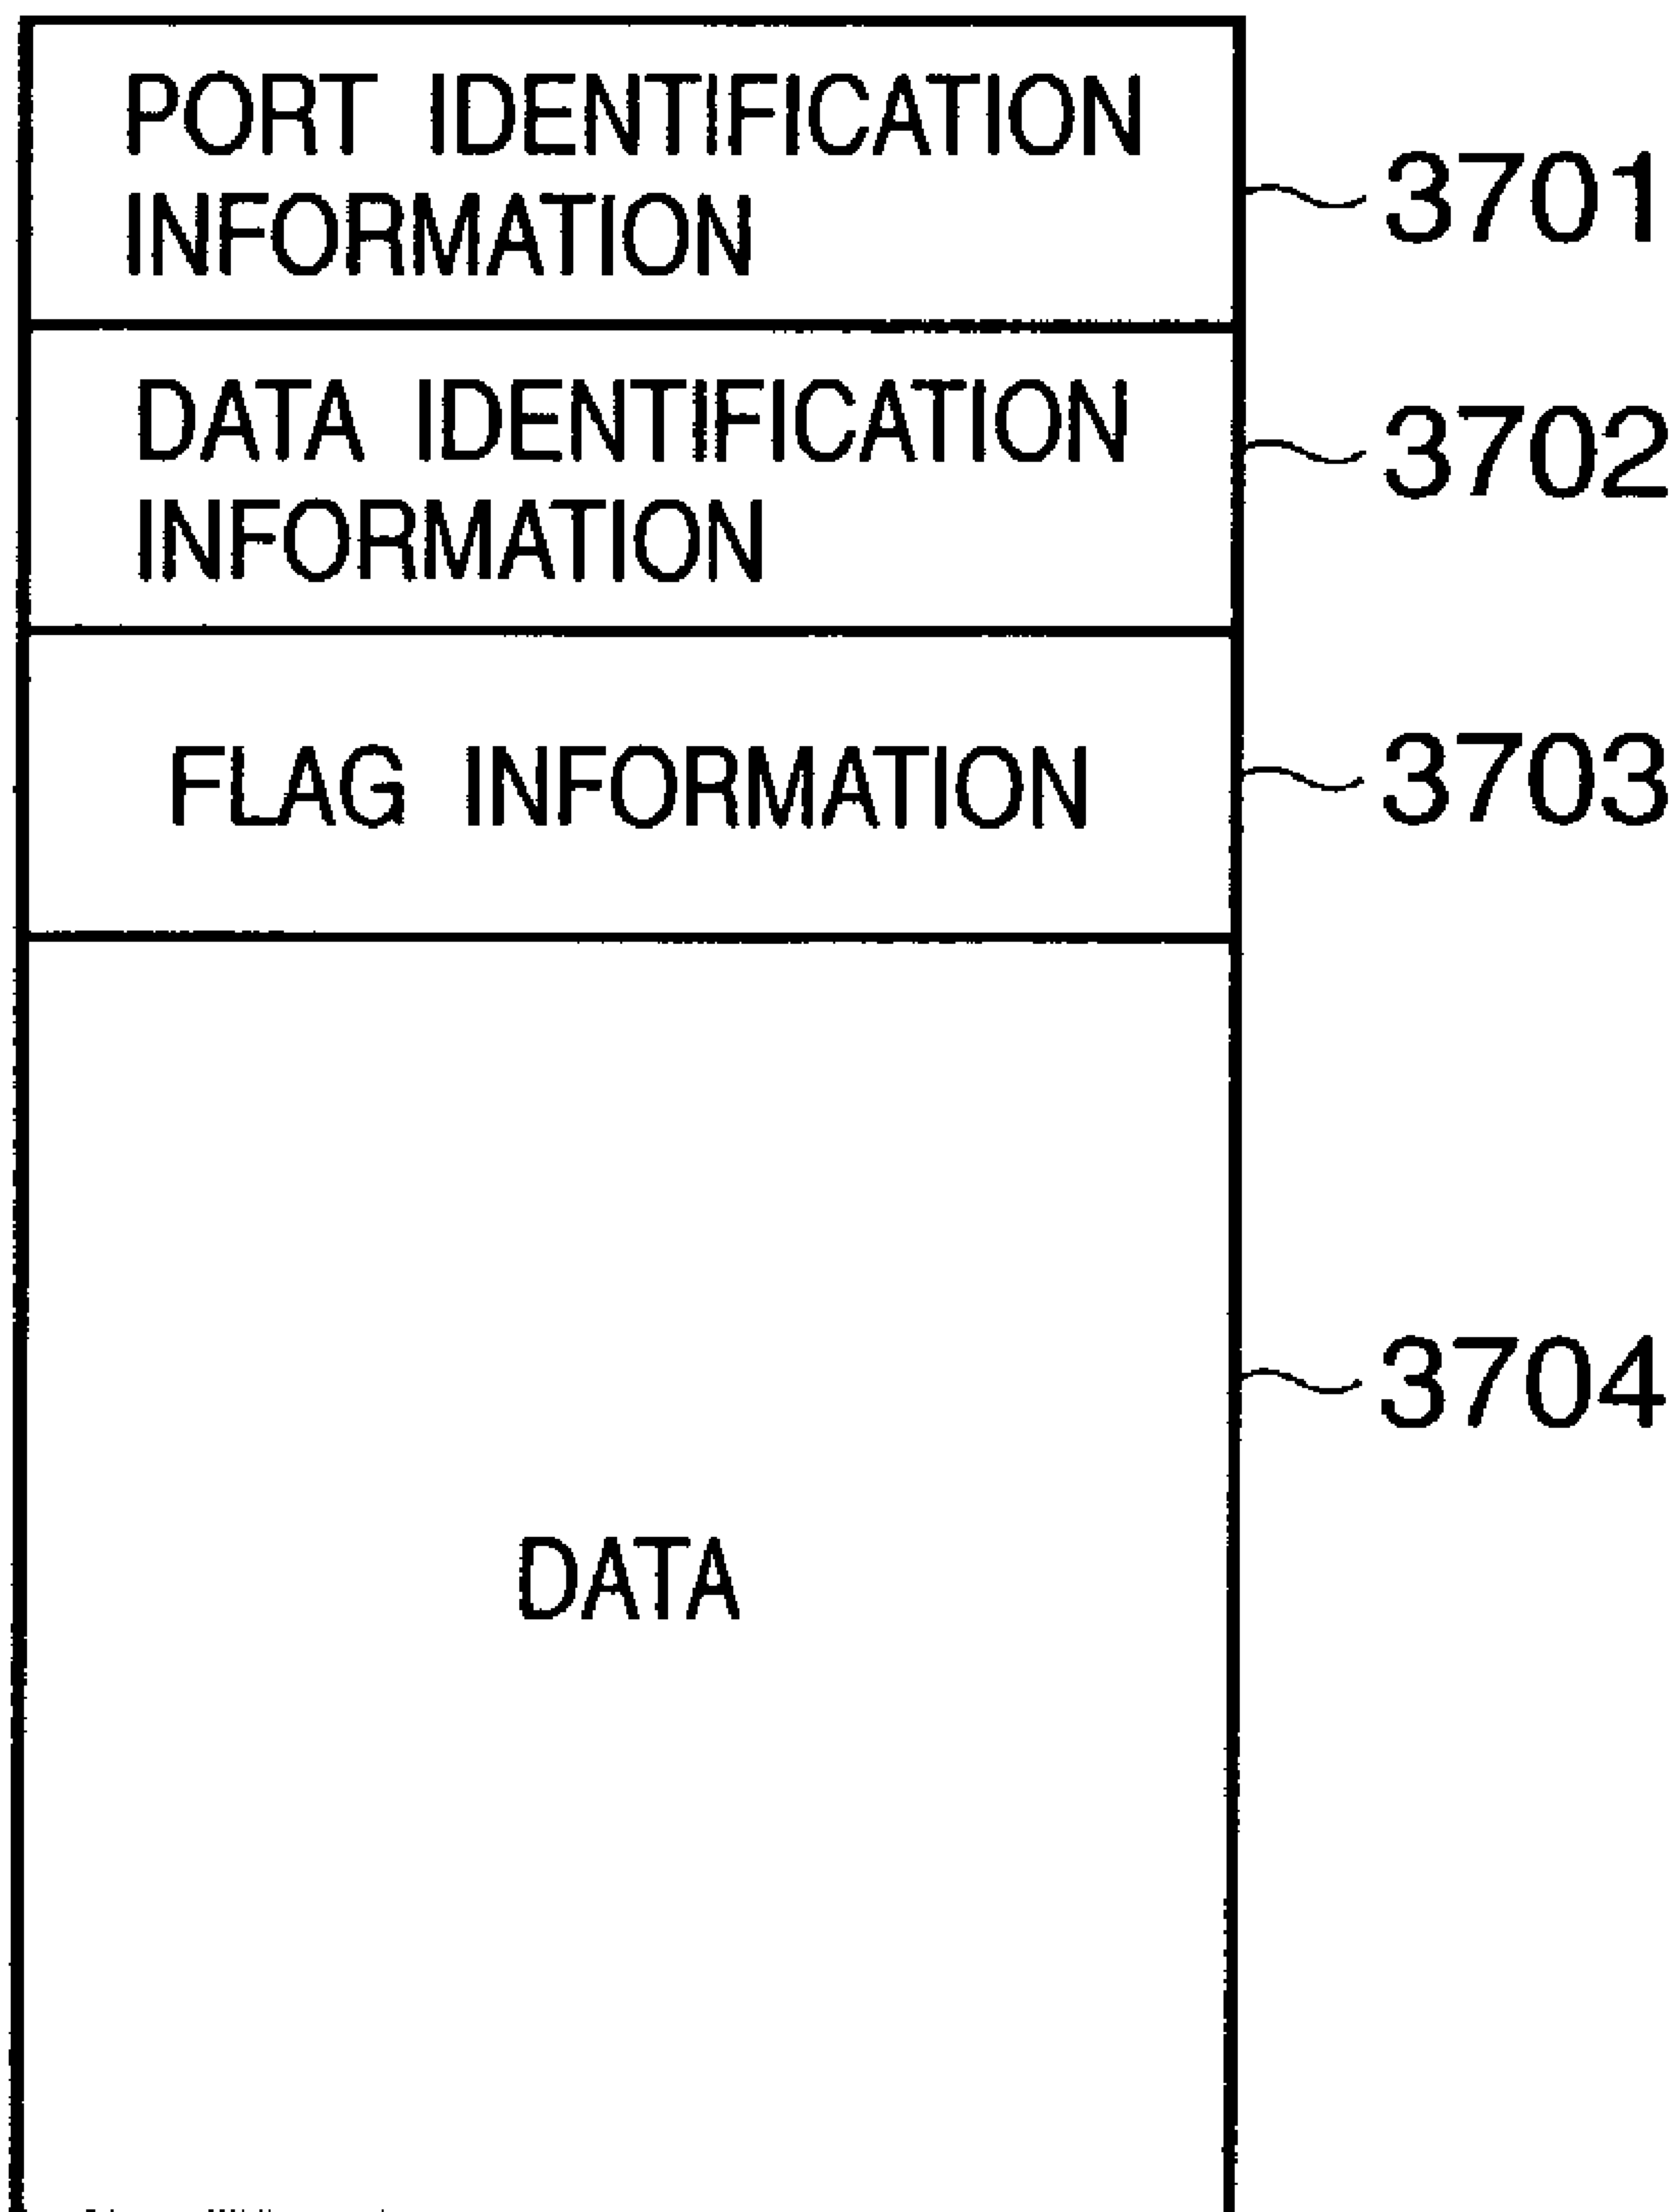 PORT IDENTIFICATION
INFORMATION
3701
DATA IDENTIFICATION
INFORMATION
3702
FLAG INFORMATION
3703
3704
DATA